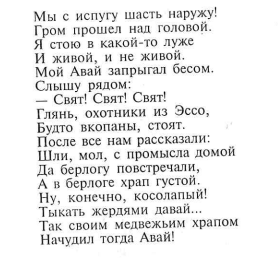 Мы с испугу шасть наружу!
Гром прошел над головой.
Я стою в какой-то луже
И живой, и не живой.
Мой Авай запрыгал бесом.
Слышу рядом:
— Свят! Свят! Свят!
Глянь, охотники из Эссо,
Будто вкопаны, стоят.
После все нам рассказали:
Шли, мол, с промысла домой
Да берлогу повстречали,
А в берлоге храп густой.
Ну, конечно, косолапый!
Тыкать жердями давай...
Так своим медвежьим храпом
Начудил тогда Авай!